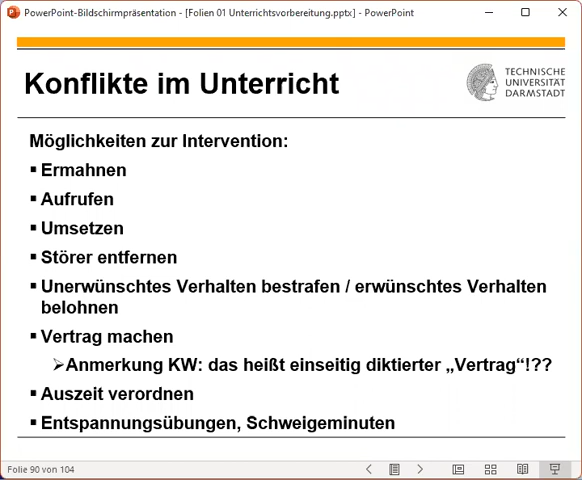 PowerPoint-Bildschirmpräsentation - [Folien 01 Unterrichtsvorbereitung.pptx] - PowerPoint
Konflikte im Unterricht
TECHNISCHE
UNIVERSITÄT
DARMSTADT
Möglichkeiten zur Intervention:
▪ Ermahnen
▪ Aufrufen
▪ Umsetzen
▪ Störer entfernen
▪ Unerwünschtes Verhalten bestrafen / erwünschtes Verhalten
belohnen
▪ Vertrag machen
➢Anmerkung KW: das heißt einseitig diktierter „Vertrag“!??
▪ Auszeit verordnen
▪ Entspannungsübungen, Schweigeminuten
Folie 90 von 104